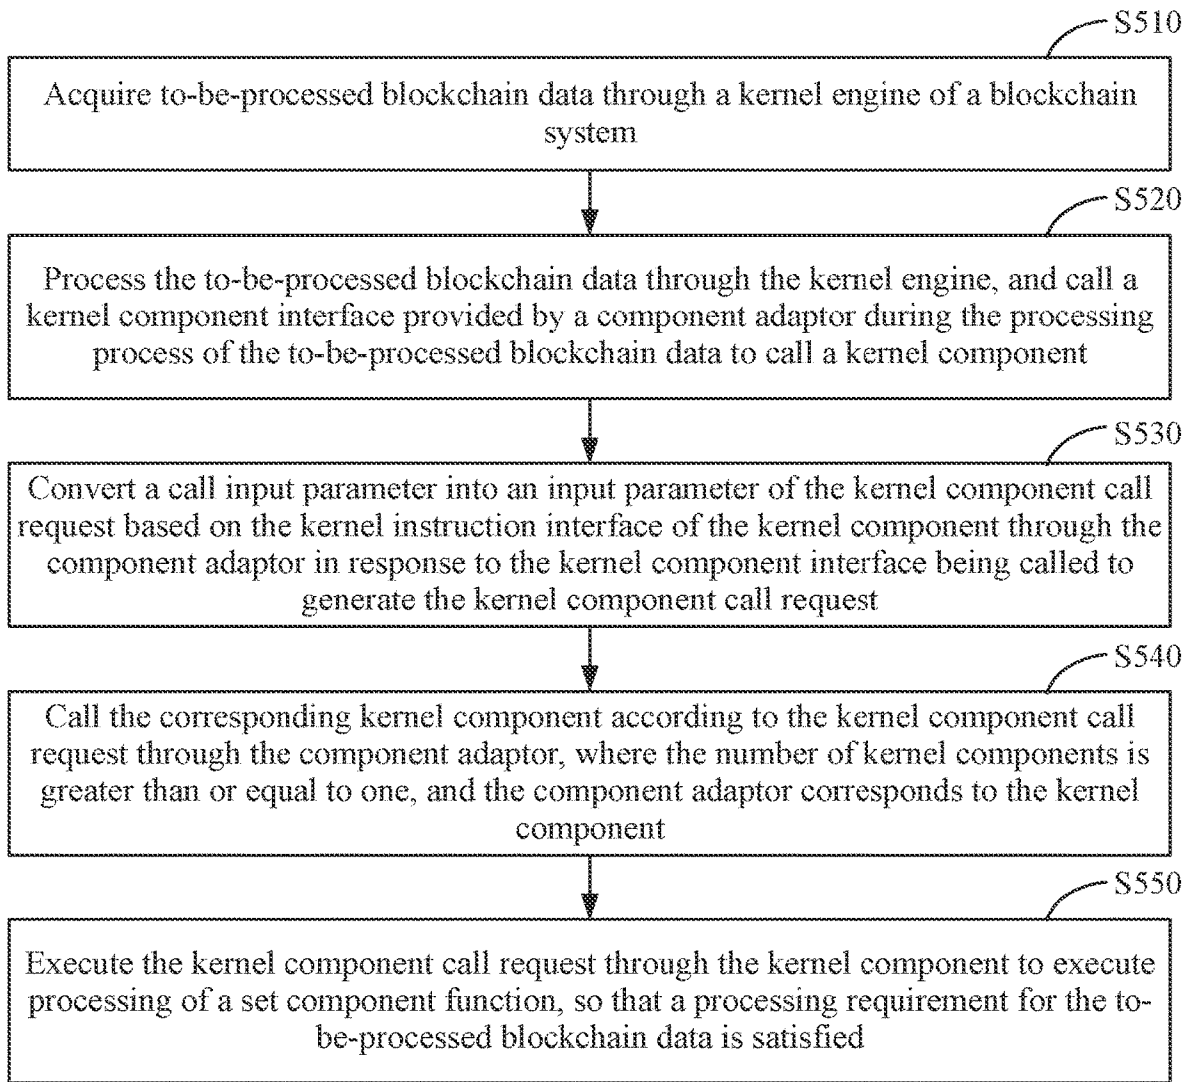 S510
Acquire to-be-processed blockchain data through a kernel engine of a blockchain
system
S520
Process the to-be-processed blockchain data through the kernel engine, and call a
kernel component interface provided by a component adaptor during the processing
process of the to-be-processed blockchain data to call a kernel component
S530
Convert a call input parameter into an input parameter of the kernel component call
request based on the kernel instruction interface of the kernel component through the
component adaptor in response to the kernel component interface being called to
generate the kernel component call request
S540
Call the corresponding kernel component according to the kernel component call
request through the component adaptor, where the number of kernel components is
greater than or equal to one, and the component adaptor corresponds to the kernel
component
S550
Execute the kernel component call request through the kernel component to execute
processing of a set component function, so that a processing requirement for the to-
be-processed blockchain data is satisfied